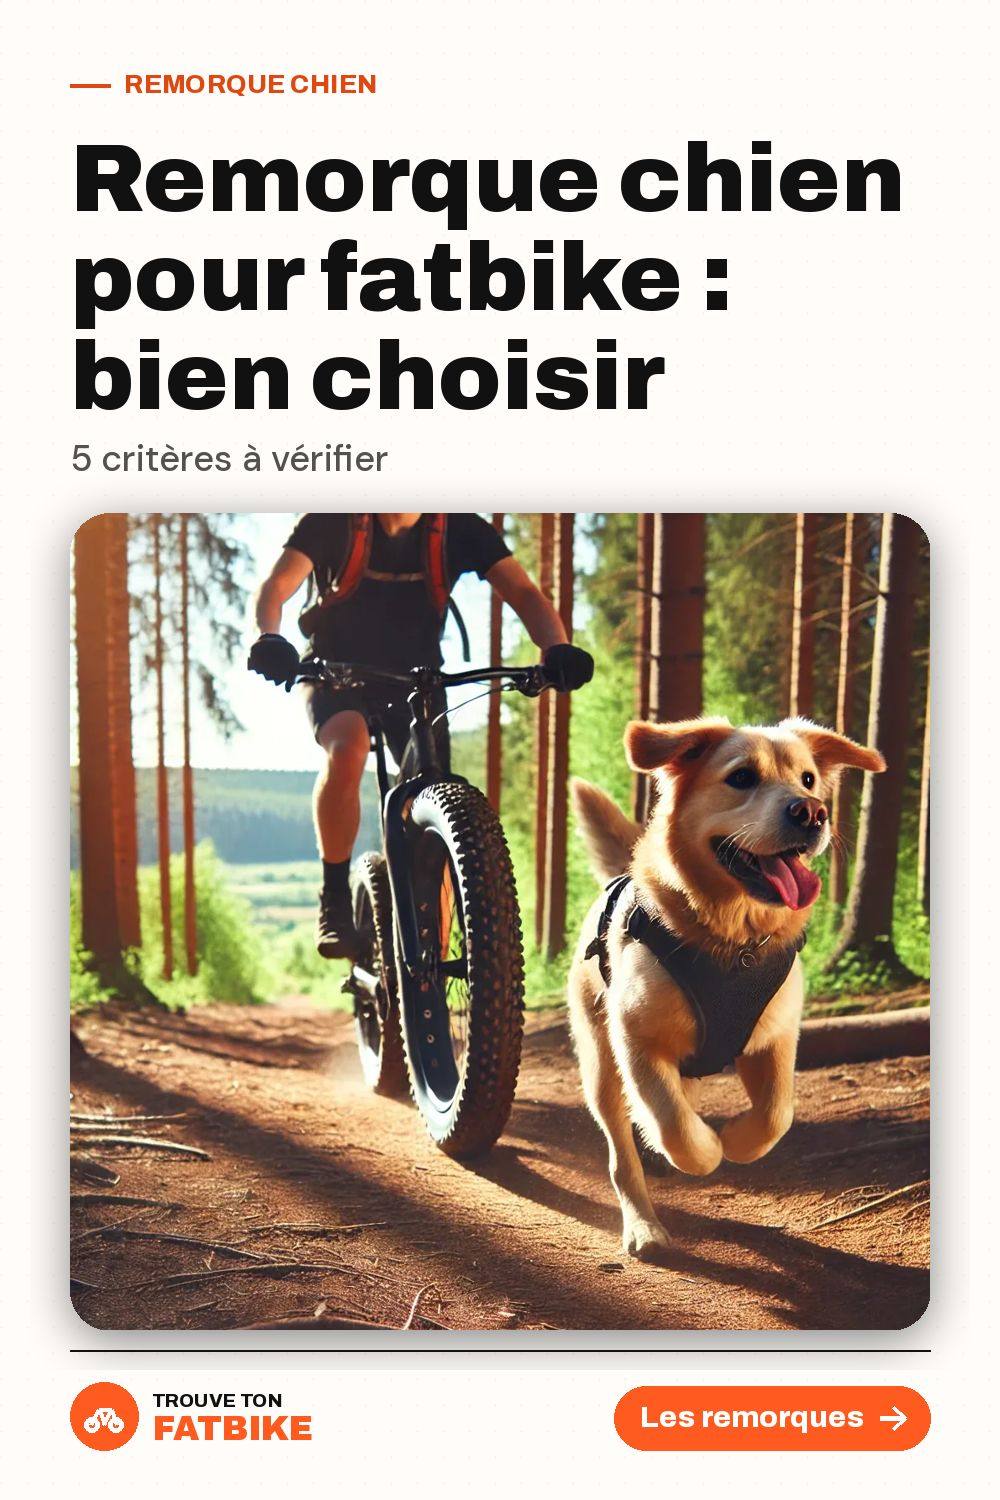 REMORQUE CHIEN
Remorque chien
pour fatbike :
bien choisir
5 critères à vérifier
TROUVE TON
FATBIKE
Les remorques →